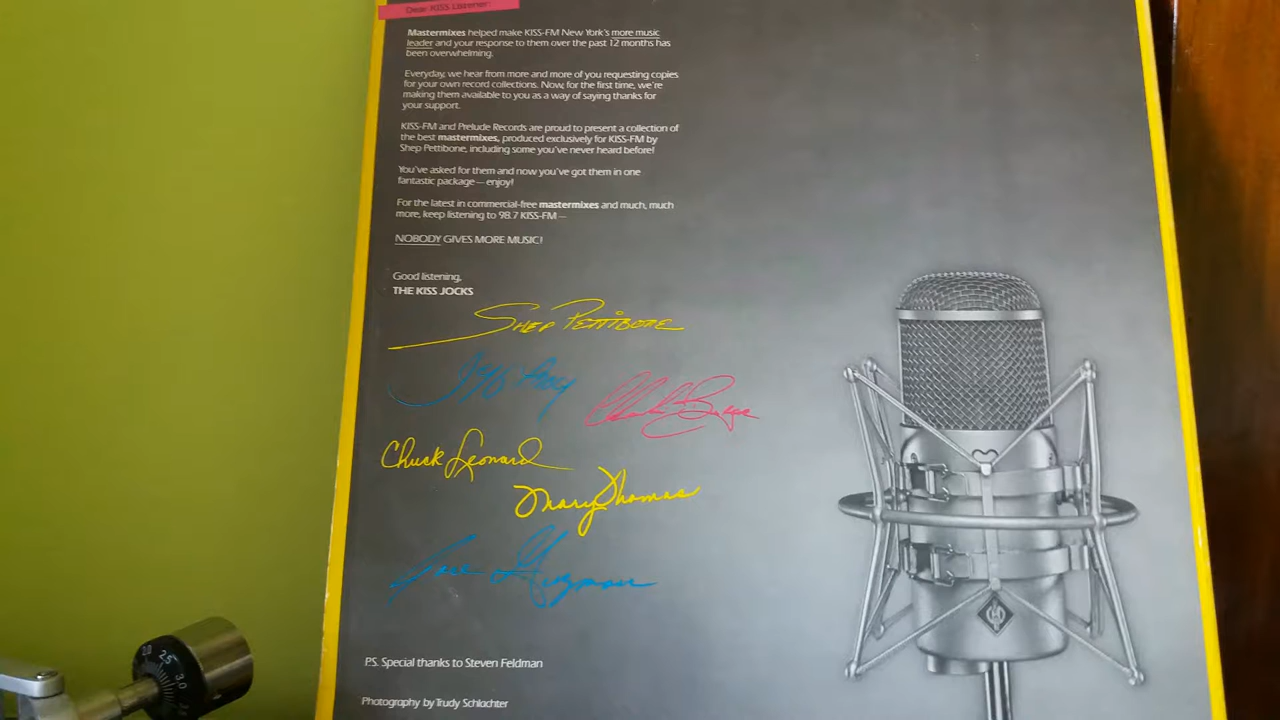 Dear KISS Listener:
Mastermixes helped make KISS-FM New York's more music
leader and your response to them over the past 12 months has
been overwhelming.
Everyday, we hear from more and more of you requesting copies
for your own record collections. Now, for the first time, we're
making them available to you as a way of saying thanks for
your support.
KISS-FM and Prelude Records are proud to present a collection of
the best mastermixes, produced exclusively for KISS-FM by
Shep Pettibone, including some you've never heard before!
You've asked for them and now you've got them in one
fantastic package — enjoy!
For the latest in commercial-free mastermixes and much, much
more, keep listening to 98.7 KISS-FM —
NOBODY GIVES MORE MUSIC!
Good listening,
THE KISS JOCKS
SHEP PETTIBONE
Chuck Leonard
Mary Thomas
P.S. Special thanks to Steven Feldman
Photography by Trudy Schlachter
2.0
2.5
3.0